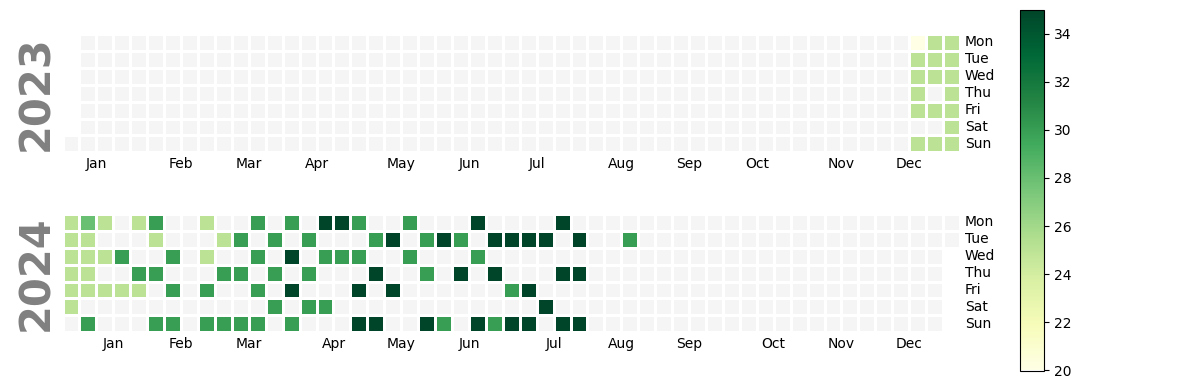 2023
Mon
Tue
Wed
Thu
Fri
Sat
Sun
Jan Feb Mar Apr May Jun Jul Aug Sep Oct Nov Dec
2024
Mon
Tue
Wed
Thu
Fri
Sat
Sun
Jan Feb Mar Apr May Jun Jul Aug Sep Oct Nov Dec
34
32
30
28
26
24
22
20